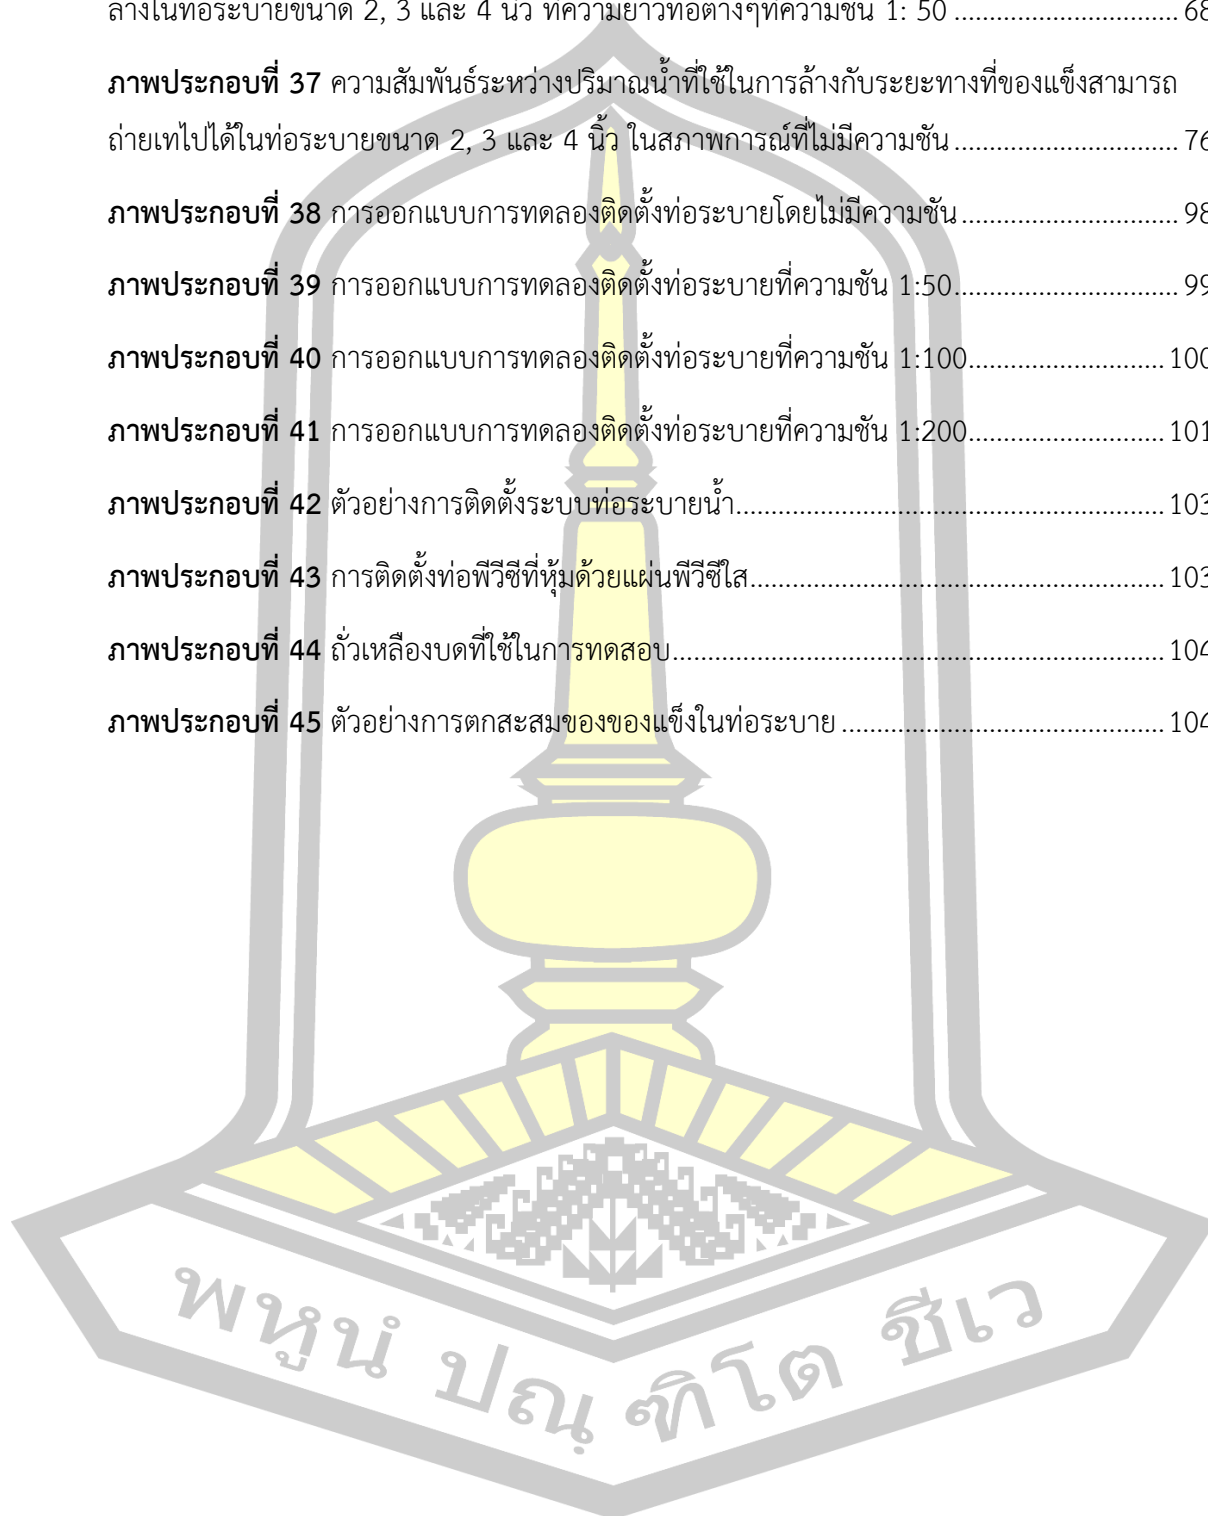 ล้างในท่อระบายขนาด 2, 3 และ 4 นิ้ว ที่ความยาวท่อต่างๆที่ความชัน 1: 50 ........................................ 68
ภาพประกอบที่ 37 ความสัมพันธ์ระหว่างปริมาณน้ำที่ใช้ในการล้างกับระยะทางที่ของแข็งสามารถ
ถ่ายเทไปได้ในท่อระบายขนาด 2, 3 และ 4 นิ้ว ในสภาพการณ์ที่ไม่มีความชัน ........................................ 76
ภาพประกอบที่ 38 การออกแบบการทดลองติดตั้งท่อระบายโดยไม่มีความชัน ........................................ 98
ภาพประกอบที่ 39 การออกแบบการทดลองติดตั้งท่อระบายที่ความชัน 1:50 ........................................ 99
ภาพประกอบที่ 40 การออกแบบการทดลองติดตั้งท่อระบายที่ความชัน 1:100 ................................... 100
ภาพประกอบที่ 41 การออกแบบการทดลองติดตั้งท่อระบายที่ความชัน 1:200 ................................... 101
ภาพประกอบที่ 42 ตัวอย่างการติดตั้งระบบท่อระบายน้ำ ............................................................ 103
ภาพประกอบที่ 43 การติดตั้งท่อพีวีซีที่หุ้มด้วยแผ่นพีวีซีใส .......................................................... 103
ภาพประกอบที่ 44 ถั่วเหลืองบดที่ใช้ในการทดสอบ .................................................................... 104
ภาพประกอบที่ 45 ตัวอย่างการตกสะสมของของแข็งในท่อระบาย ................................................ 104
พหูนํ ปณฺฑิโต ชีเว